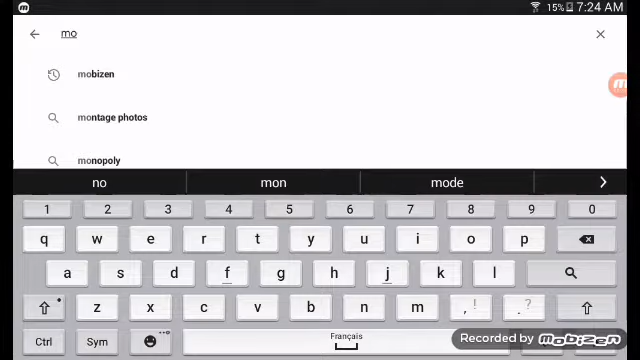 15% 7:24 AM
mo
mobizen
montage photos
monopoly
no mon mode
1 2 3 4 5 6 7 8 9 0
q w e r t y u i o p
a s d f g h j k l
z x c v b n m , ! . ?
Ctrl Sym Français
Recorded by mobizen